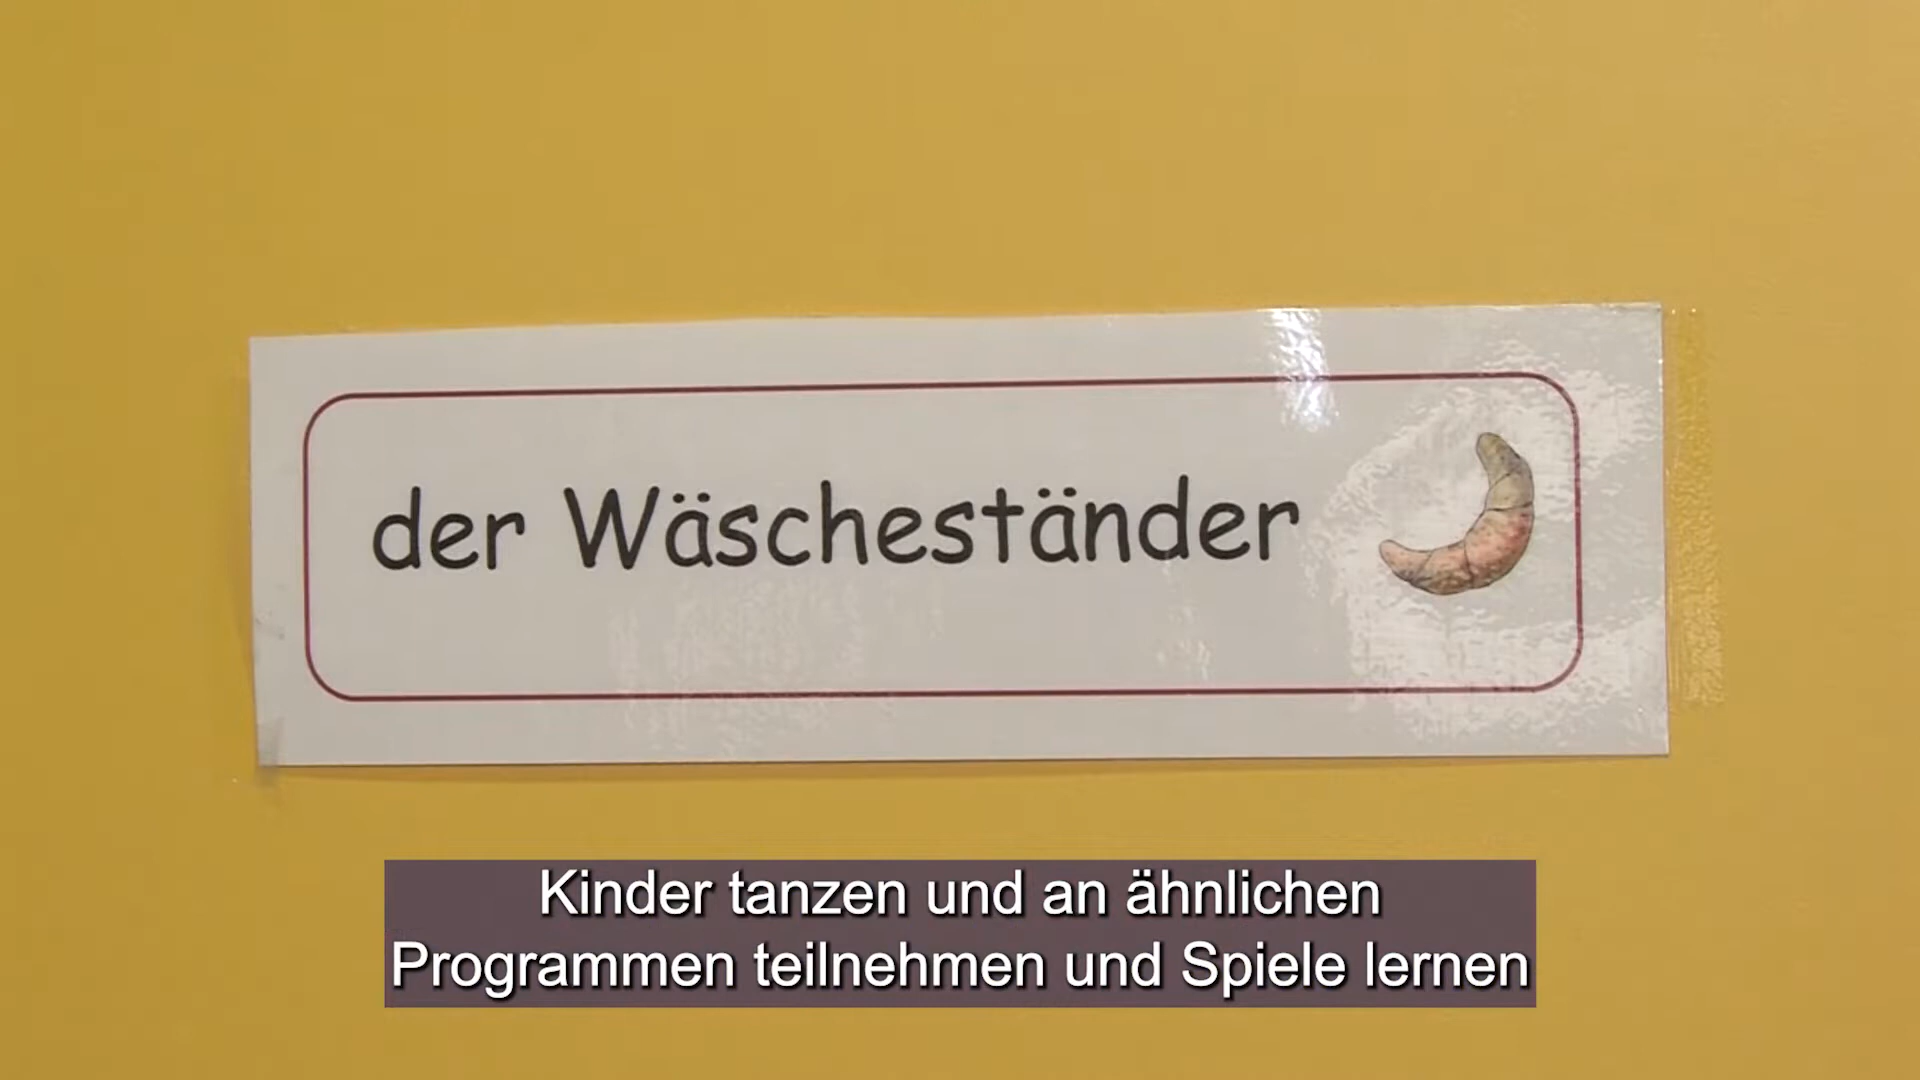 der Wäscheständer
Kinder tanzen und an ähnlichen
Programmen teilnehmen und Spiele lernen